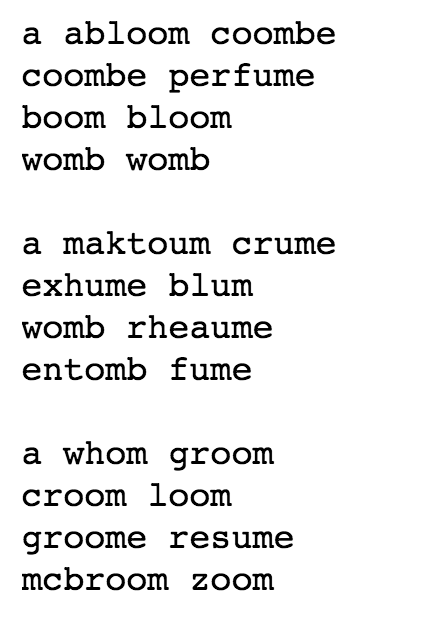 a abloom coombe
coombe perfume
boom bloom
womb womb

a maktoum crume
exhume blum
womb rheaume
entomb fume

a whom groom
croom loom
groome resume
mcbroom zoom